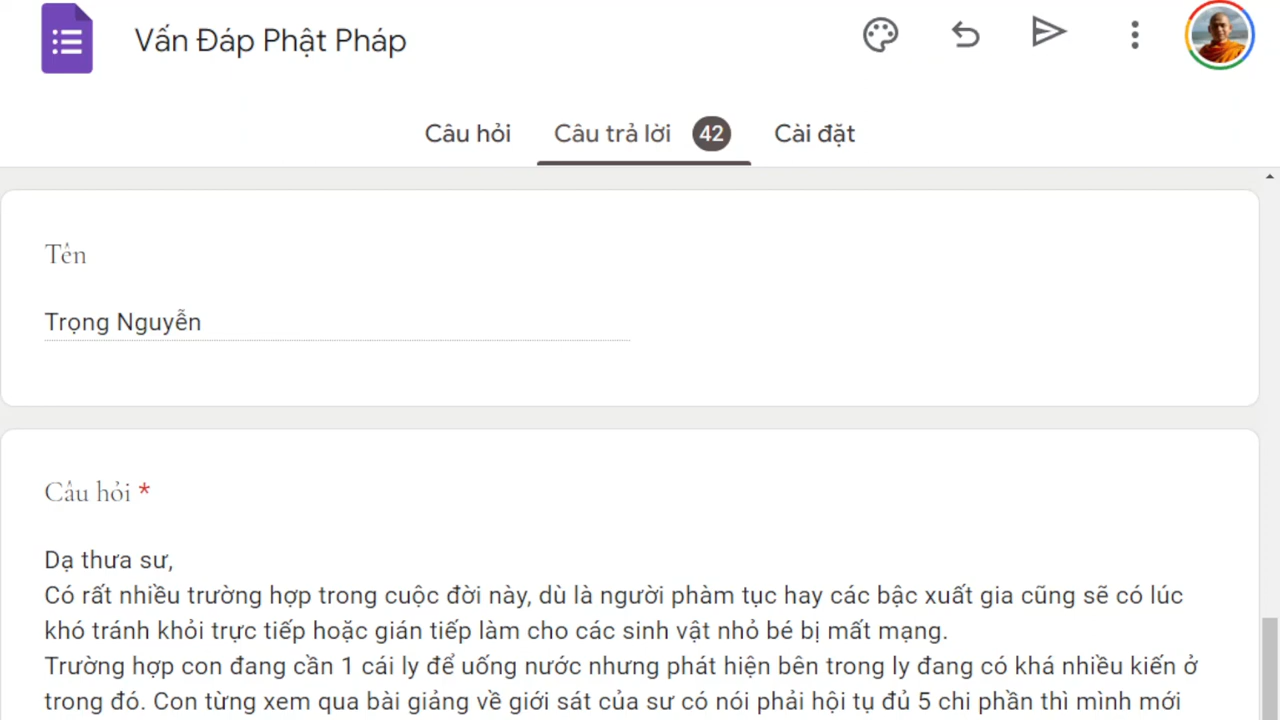 Vấn Đáp Phật Pháp
Câu hỏi
Câu trả lời 42
Cài đặt
Tên
Trọng Nguyễn
Câu hỏi *
Dạ thưa sư,
Có rất nhiều trường hợp trong cuộc đời này, dù là người phàm tục hay các bậc xuất gia cũng sẽ có lúc
khó tránh khỏi trực tiếp hoặc gián tiếp làm cho các sinh vật nhỏ bé bị mất mạng.
Trường hợp con đang cần 1 cái ly để uống nước nhưng phát hiện bên trong ly đang có khá nhiều kiến ở
trong đó. Con từng xem qua bài giảng về giới sát của sư có nói phải hội tụ đủ 5 chi phần thì mình mới